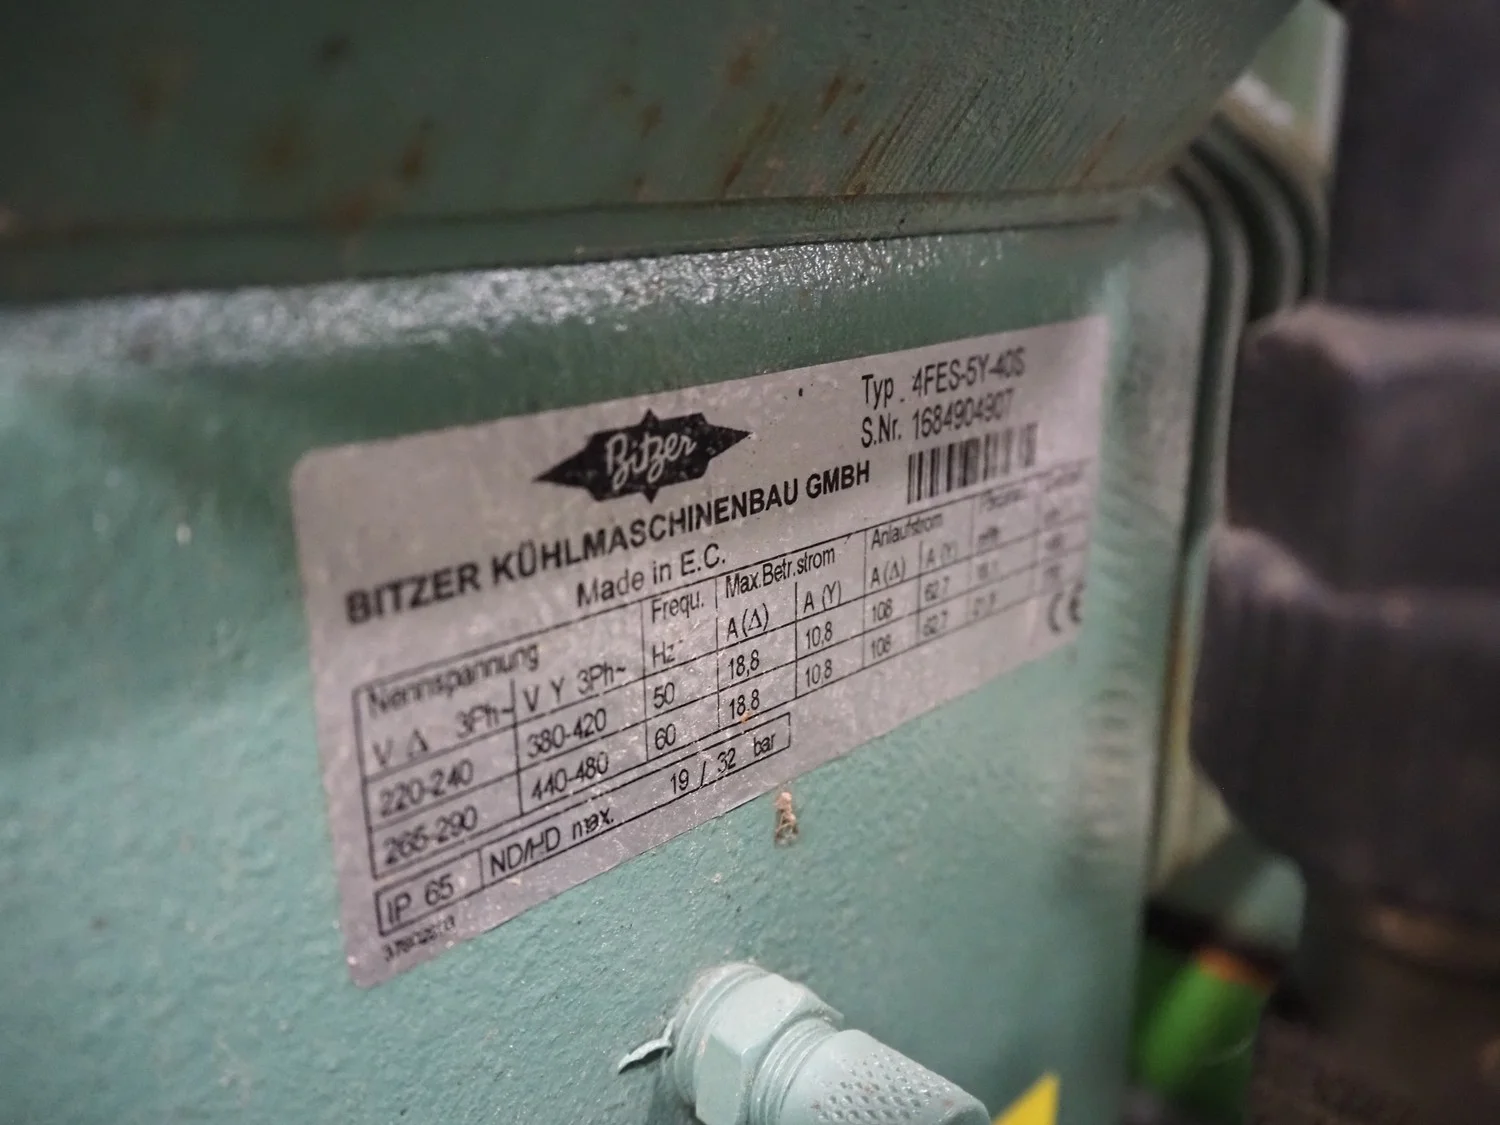 Bitzer
Typ. 4FES-5Y-40S
S.Nr. 1684904907
BITZER KÜHLMASCHINENBAU GMBH
Made in E.C.
Nennspannung Frequ. Max.Betr.strom Anlaufstrom
V Δ 3Ph~ V Y 3Ph~ Hz A (Δ) A (Y) A (Δ) A (Y)
220-240 380-420 50 18,8 10,8 108 62.7
265-290 440-480 60 18.8 10,8 108 62.7
IP 65 ND/HD max. 19 / 32 bar
CE